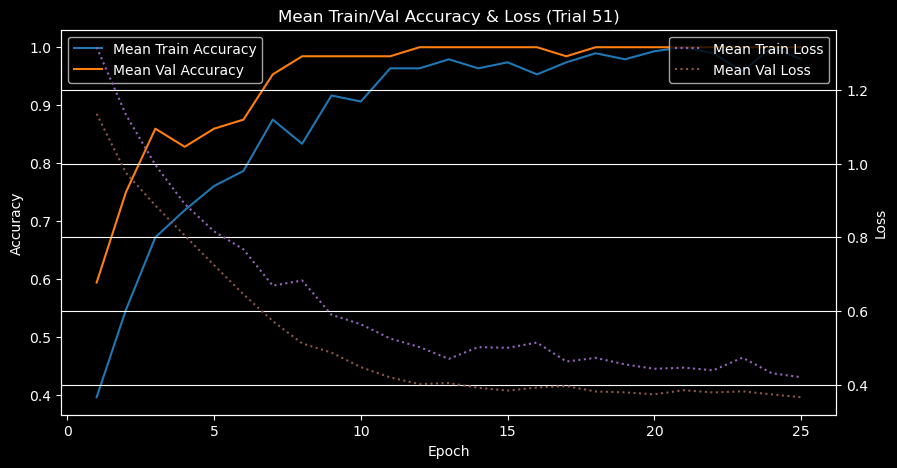 Mean Train/Val Accuracy & Loss (Trial 51)
Mean Train Accuracy
Mean Val Accuracy
Mean Train Loss
Mean Val Loss
1.0
0.9
0.8
0.7
0.6
0.5
0.4
Accuracy
1.2
1.0
0.8
0.6
0.4
Loss
0 5 10 15 20 25
Epoch